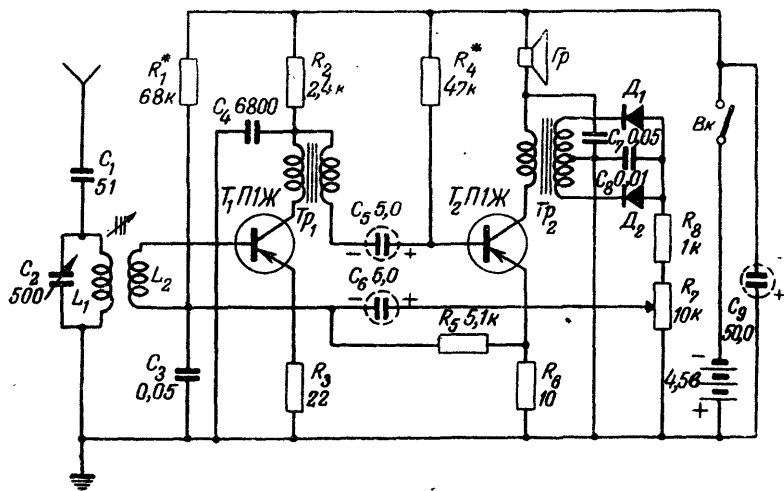 R₁*
68к
R₂
2,4к
C₄ 6800
R₄*
47к
Гр
Д₁
C₇ 0,05
C₈ 0,01
Д₂
Вк
C₁
51
T₁ П1Ж
Тр₁
C₅ 5,0
- +
T₂ П1Ж
Тр₂
R₈
1к
C₂
500
L₁
L₂
C₆ 5,0
- +
R₅ 5,1к
R₇
10к
C₉
50,0
+
C₃
0,05
R₃
22
R₆
10
-
4,5в
+